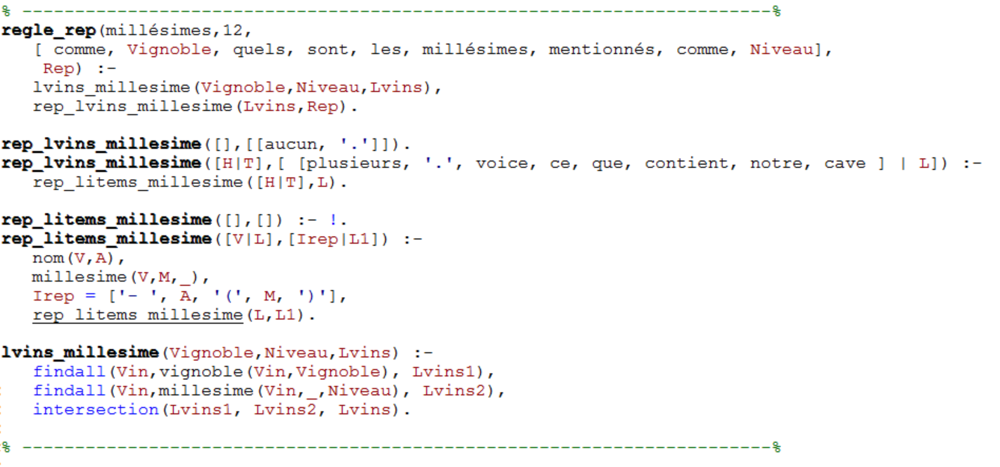 % -----------------------------------------------------------------------%
regle_rep(millésimes,12,
   [ comme, Vignoble, quels, sont, les, millésimes, mentionnés, comme, Niveau],
    Rep) :-
   lvins_millesime(Vignoble,Niveau,Lvins),
   rep_lvins_millesime(Lvins,Rep).

rep_lvins_millesime([],[[aucun, '.']]).
rep_lvins_millesime([H|T],[ [plusieurs, '.', voice, ce, que, contient, notre, cave ] | L]) :-
   rep_litems_millesime([H|T],L).

rep_litems_millesime([],[]) :- !.
rep_litems_millesime([V|L],[Irep|L1]) :-
   nom(V,A),
   millesime(V,M,_),
   Irep = ['- ', A, '(', M, ')'],
   rep_litems_millesime(L,L1).

lvins_millesime(Vignoble,Niveau,Lvins) :-
   findall(Vin,vignoble(Vin,Vignoble), Lvins1),
   findall(Vin,millesime(Vin,_,Niveau), Lvins2),
   intersection(Lvins1, Lvins2, Lvins).

% -----------------------------------------------------------------------%